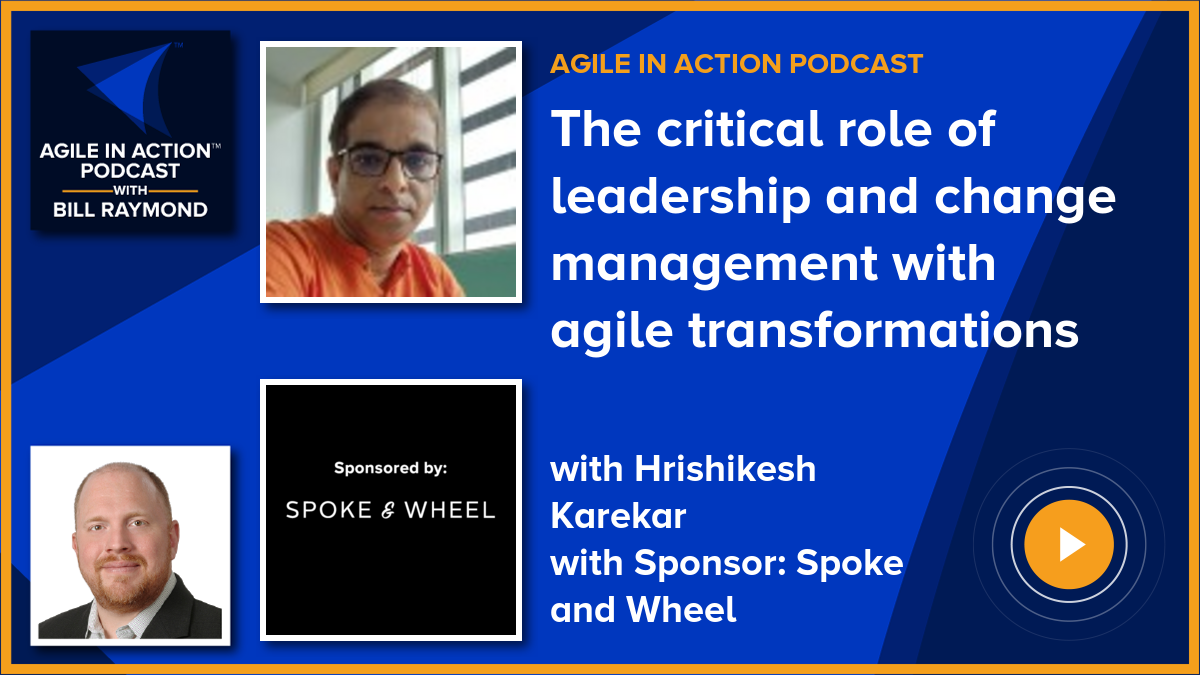 AGILE IN ACTION™
PODCAST
WITH
BILL RAYMOND
AGILE IN ACTION PODCAST
The critical role of
leadership and change
management with
agile transformations
Sponsored by:
SPOKE & WHEEL
with Hrishikesh
Karekar
with Sponsor: Spoke
and Wheel